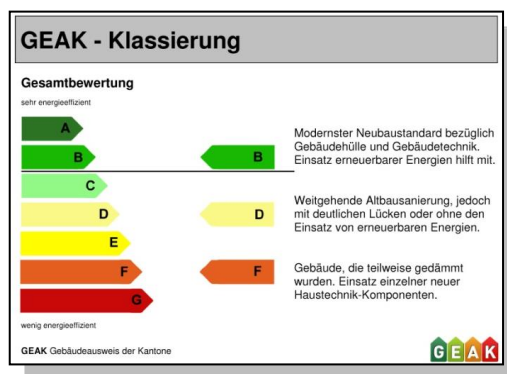 GEAK - Klassierung
Gesamtbewertung
sehr energieeffizient
A
B
B
Modernster Neubaustandard bezüglich
Gebäudehülle und Gebäudetechnik.
Einsatz erneuerbarer Energien hilft mit.
C
D
D
Weitgehende Altbausanierung, jedoch
mit deutlichen Lücken oder ohne den
Einsatz von erneuerbaren Energien.
E
F
F
Gebäude, die teilweise gedämmt
wurden. Einsatz einzelner neuer
Haustechnik-Komponenten.
G
wenig energieeffizient
GEAK Gebäudeausweis der Kantone
GEAK